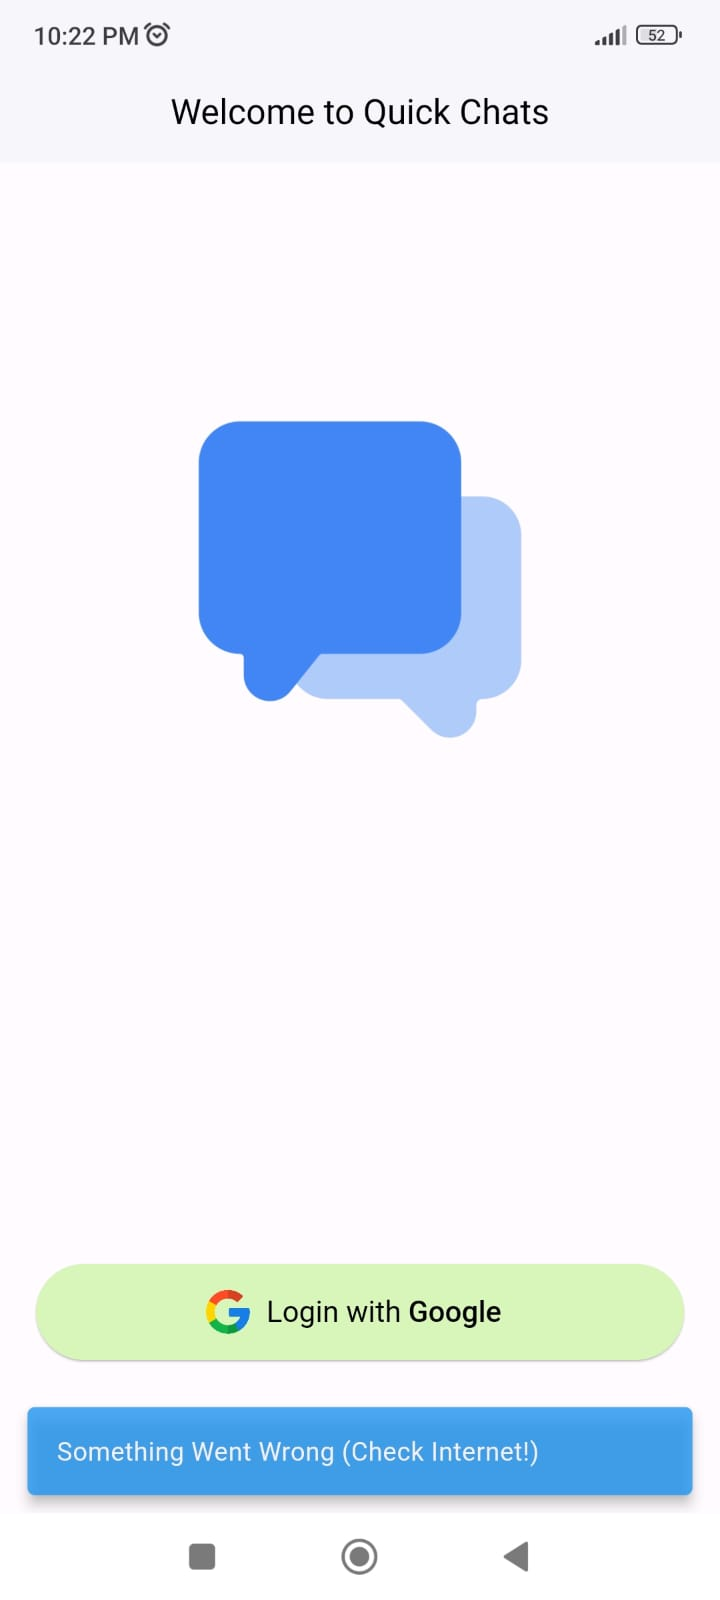 10:22 PM
52
Welcome to Quick Chats
Login with Google
Something Went Wrong (Check Internet!)